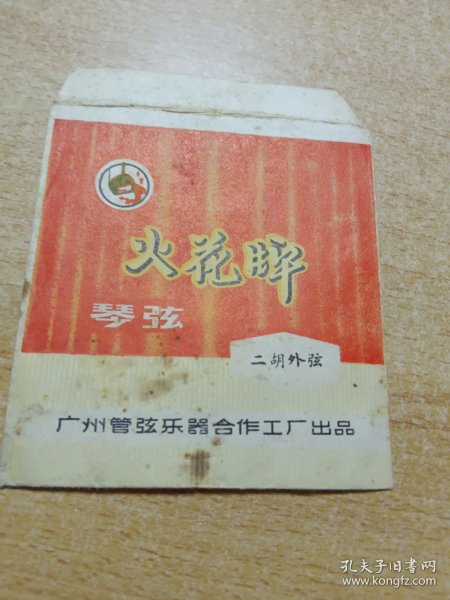 火花牌
琴弦
二胡外弦
广州管弦乐器合作工厂出品
孔夫子旧书网
www.kongfz.com